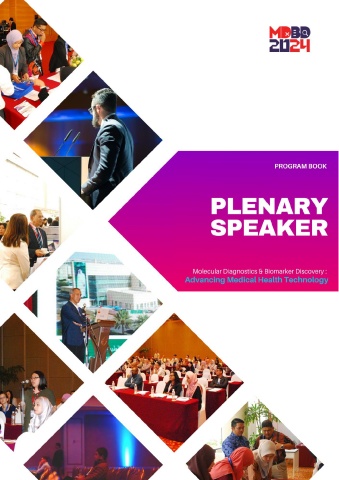 MDBD
2024
PROGRAM BOOK
PLENARY
SPEAKER
Molecular Diagnostics & Biomarker Discovery :
Advancing Medical Health Technology